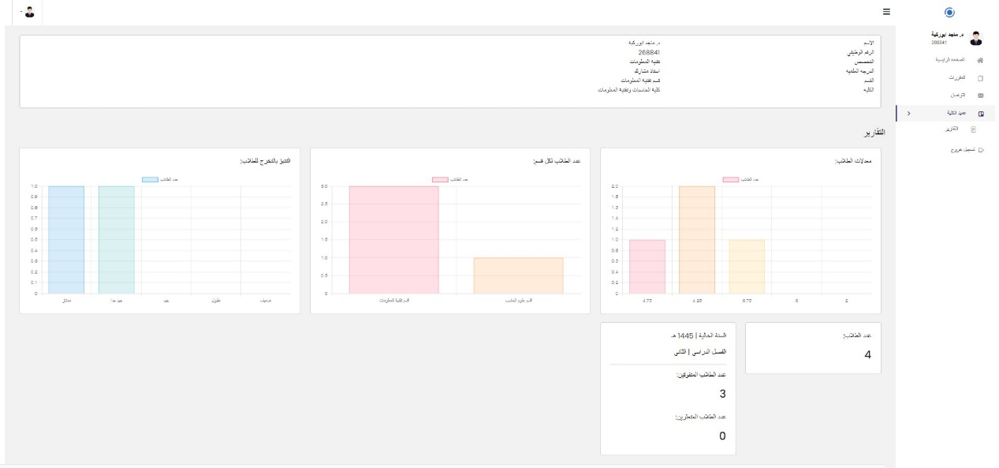 د. ماجد ابوركبة
268841
الصفحه الرئيسية
المقررات
التواصل
عميد الكلية
التقارير
تسجيل خروج
الاسم د. ماجد ابوركبة
الرقم الوظيفي 268841
التخصص تقنية المعلومات
الدرجه العلميه استاذ مشارك
القسم قسم تقنية المعلومات
الكليه كلية الحاسبات وتقنية المعلومات
التقارير
معدلات الطلاب:
عدد الطلاب
2.0
1.8
1.6
1.4
1.2
1.0
0.8
0.6
0.4
0.2
0
4.75 4.25 3.75 3 2
عدد الطلاب لكل قسم:
عدد الطلاب
3.0
2.5
2.0
1.5
1.0
0.5
0
قسم تقنية المعلومات قسم علوم الحاسب
التنبؤ بالتخرج للطلاب:
عدد الطلاب
1.0
0.9
0.8
0.7
0.6
0.5
0.4
0.3
0.2
0.1
0
ممتاز جيد جدا جيد مقبول ضعيف
عدد الطلاب:
4
السنة الحالية | 1445 هـ
الفصل الدراسي | الثاني
عدد الطلاب المتفوقين:
3
عدد الطلاب المتعثرين:
0